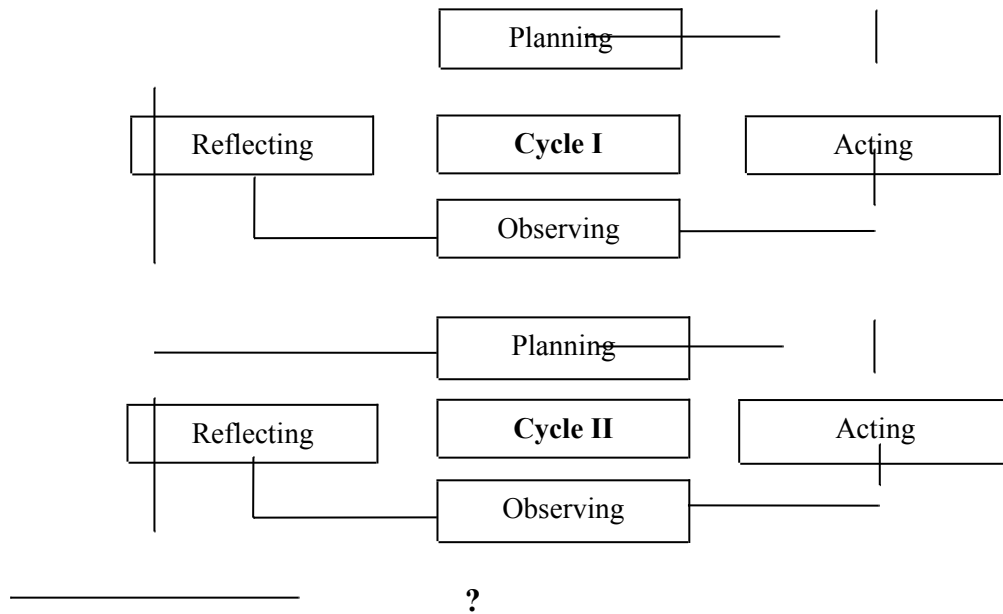 Planning
Reflecting
Cycle I
Acting
Observing
Planning
Reflecting
Cycle II
Acting
Observing
?